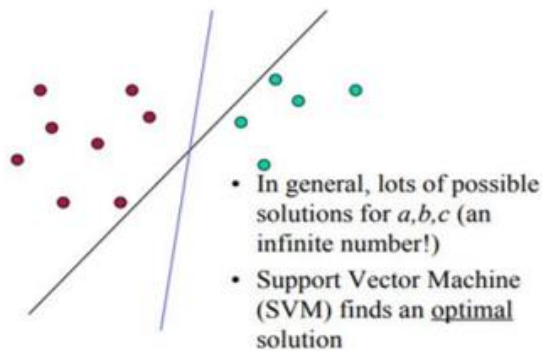 • In general, lots of possible
solutions for a,b,c (an
infinite number!)
• Support Vector Machine
(SVM) finds an optimal
solution